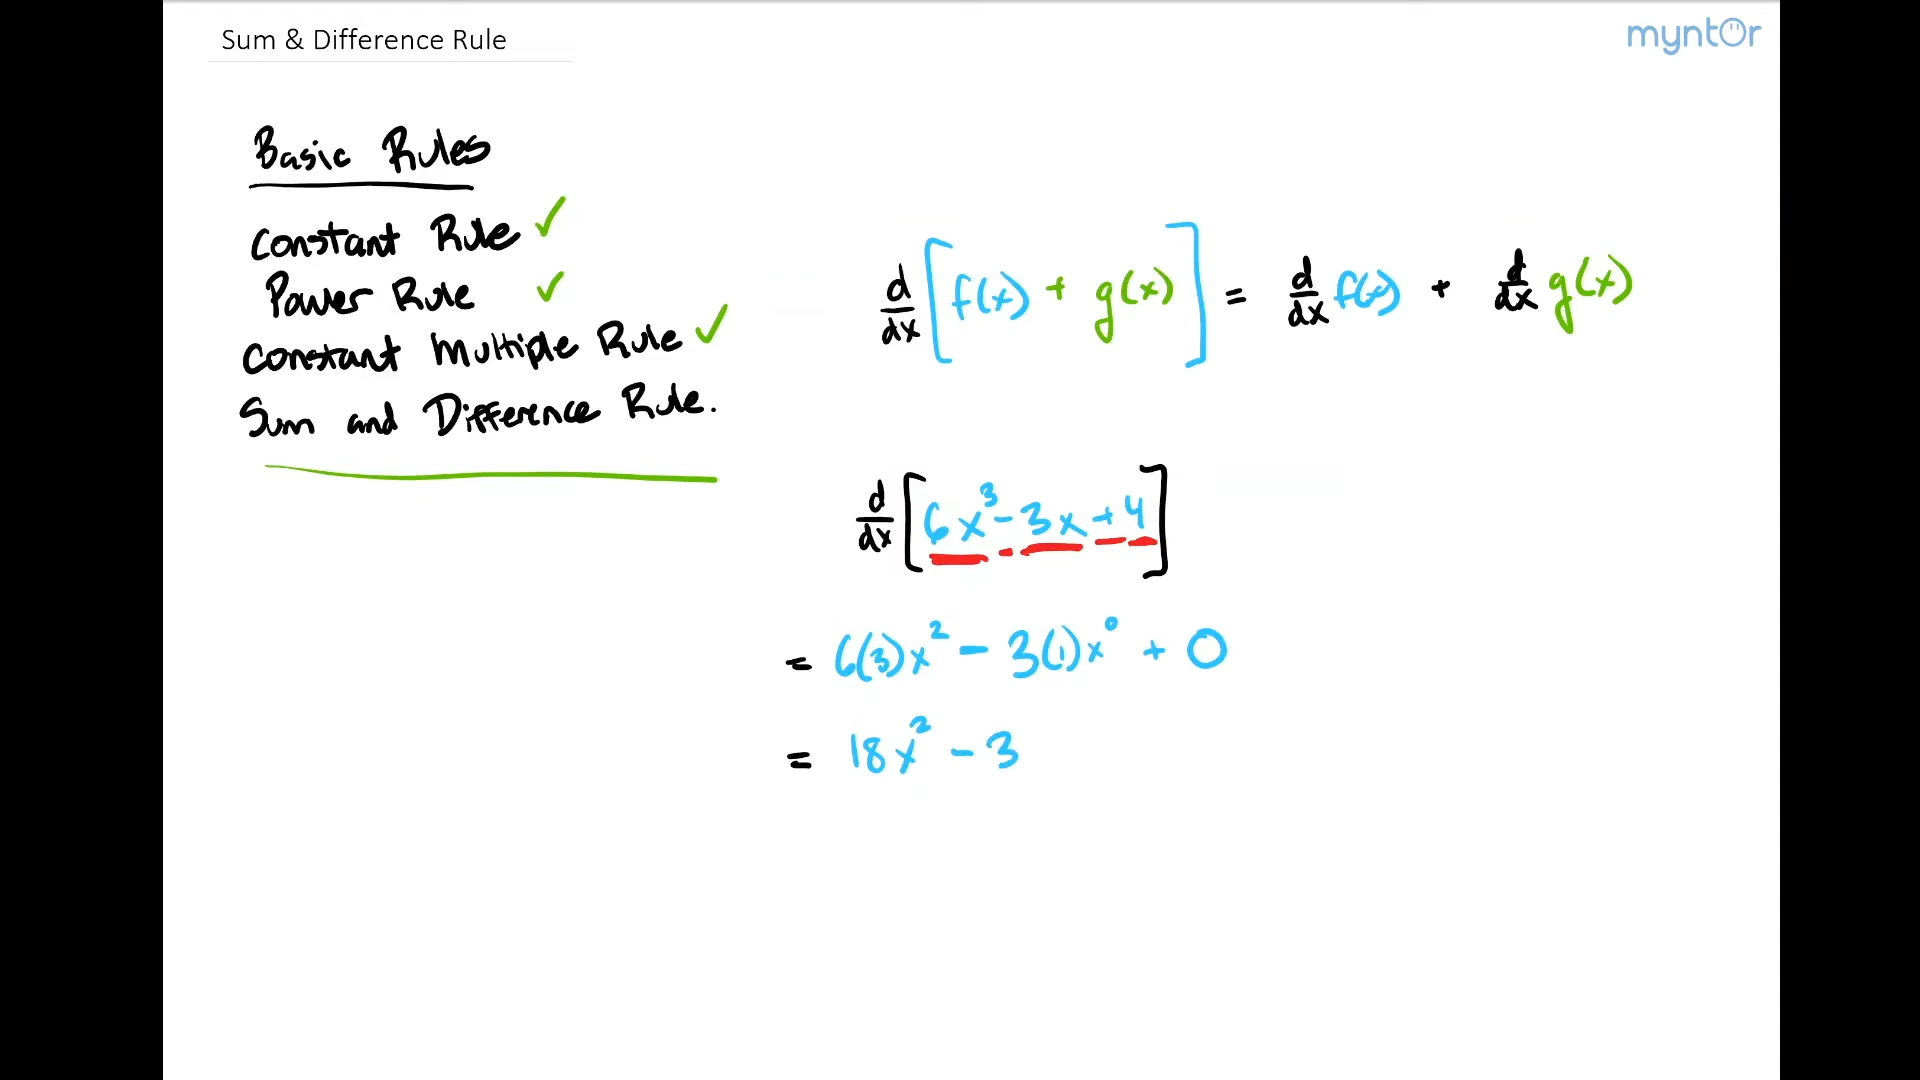 Sum & Difference Rule
myntor
Basic Rules
Constant Rule ✓
Power Rule ✓
Constant Multiple Rule ✓
Sum and Difference Rule.
d/dx [f(x) + g(x)] = d/dx f(x) + d/dx g(x)
d/dx [6x³ - 3x + 4]
= 6(3)x² - 3(1)x⁰ + 0
= 18x² - 3